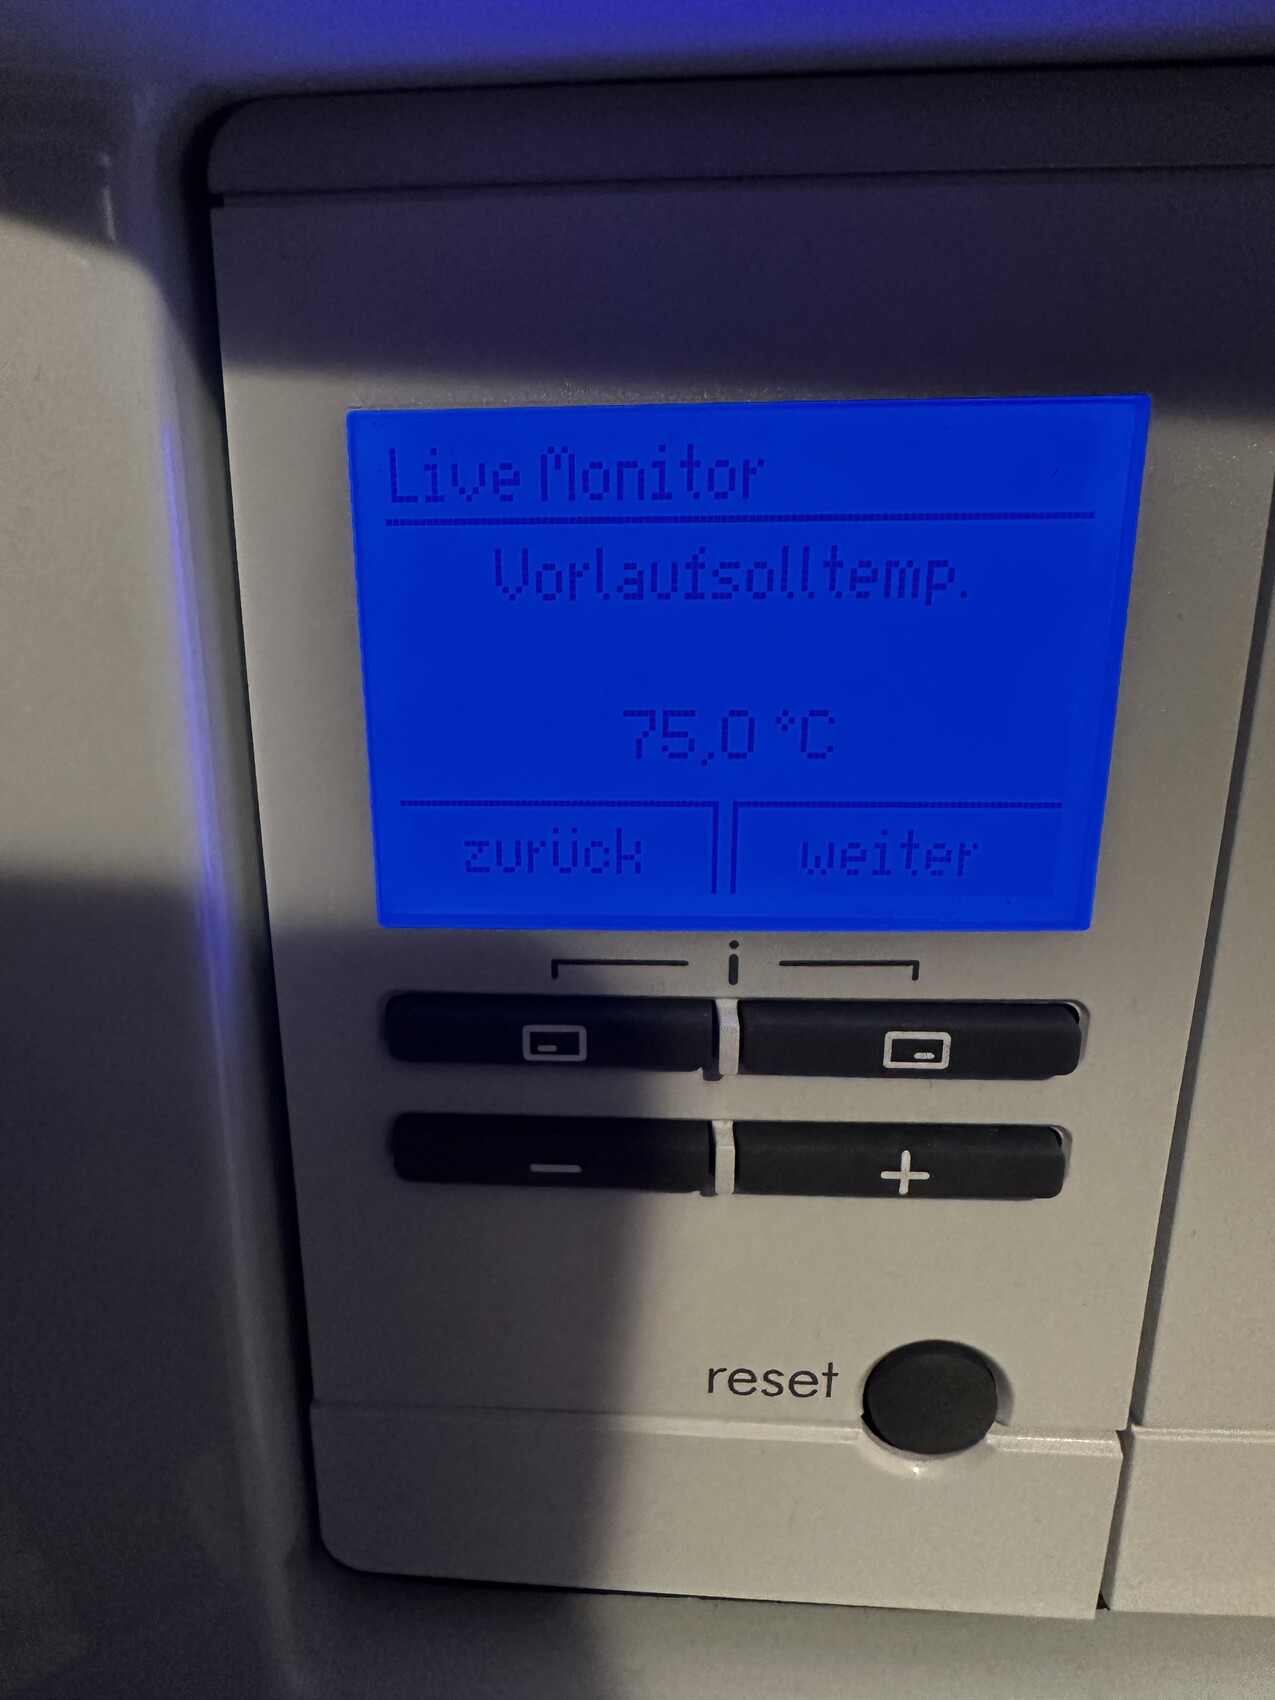 Live Monitor
Vorlaufsolltemp.
75,0 °C
zurück weiter
i
− +
reset